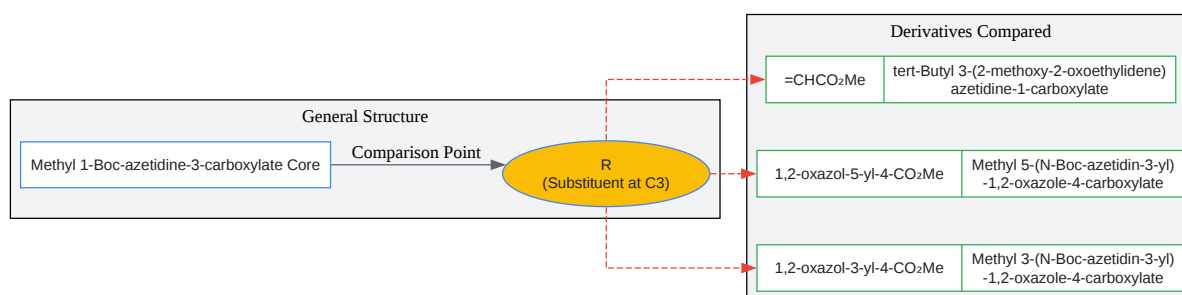 General Structure
Methyl 1-Boc-azetidine-3-carboxylate Core
Comparison Point
R
(Substituent at C3)
Derivatives Compared
=CHCO₂Me
tert-Butyl 3-(2-methoxy-2-oxoethylidene)
azetidine-1-carboxylate
1,2-oxazol-5-yl-4-CO₂Me
Methyl 5-(N-Boc-azetidin-3-yl)
-1,2-oxazole-4-carboxylate
1,2-oxazol-3-yl-4-CO₂Me
Methyl 3-(N-Boc-azetidin-3-yl)
-1,2-oxazole-4-carboxylate